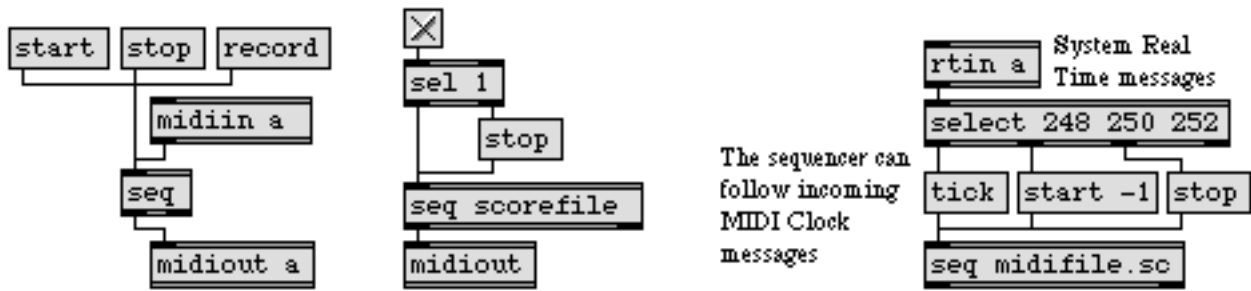 start stop record
midiin a
seq
midiout a
sel 1
stop
seq scorefile
midiout
rtin a
System Real
Time messages
select 248 250 252
The sequencer can
follow incoming
MIDI Clock
messages
tick start -1 stop
seq midifile.sc